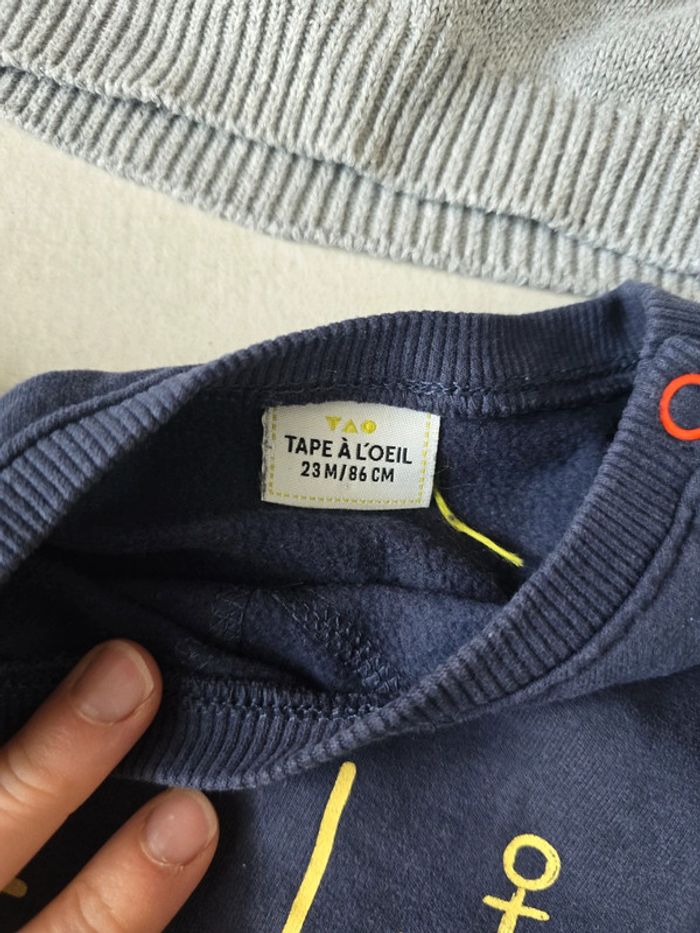 TAO
TAPE À L'OEIL
23 M/86 CM